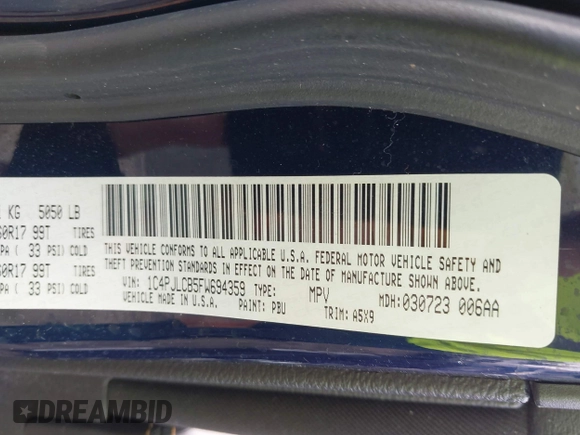 KG 5050 LB
60R17 99T TIRES
PA ( 33 PSI) COLD
60R17 99T TIRES
PA ( 33 PSI) COLD
THIS VEHICLE CONFORMS TO ALL APPLICABLE U.S.A. FEDERAL MOTOR VEHICLE SAFETY AND
THEFT PREVENTION STANDARDS IN EFFECT ON THE DATE OF MANUFACTURE SHOWN ABOVE.
VIN: 1C4PJLCB5FW694359 TYPE: MPV MDH: 030723 006AA
VEHICLE MADE IN U.S.A. PAINT: PBU TRIM: A5X9
DREAMBID